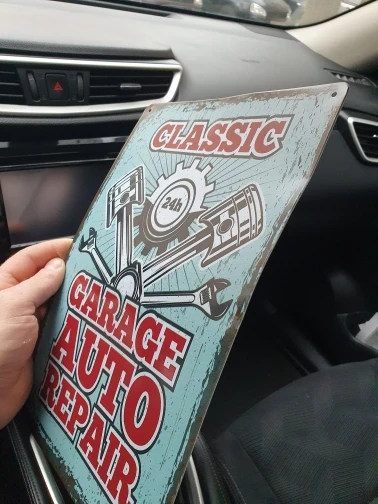 CLASSIC
24h
GARAGE
AUTO
REPAIR